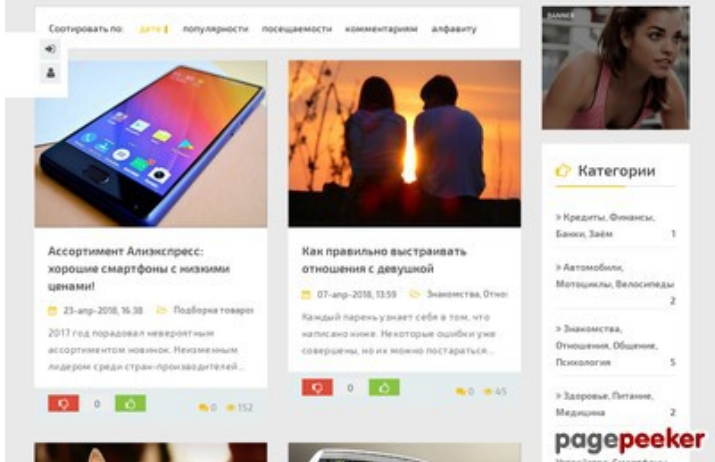 Соотировать по: дате популярности посещаемости комментариям алфавиту
BANNER
Ассортимент Алиэкспресс:
хорошие смартфоны с низкими
ценами!
23-апр-2018, 16:38 Подборка товаров
2017 год порадовал невероятным
ассортиментом новинок. Неизменным
лидером среди стран-производителей...
0
0 152
Как правильно выстраивать
отношения с девушкой
07-апр-2018, 13:59 Знакомства, Отно
Каждый парень узнает себя в том, что
написано ниже. Некоторые ошибки уже
совершены, но их можно постараться...
0
0 45
Категории
» Кредиты, Финансы,
Банки, Заём 1
» Автомобили,
Мотоциклы, Велосипеды
2
» Знакомства,
Отношения, Общение,
Психология 5
» Здоровье, Питание,
Медицина 2
pagepeeker